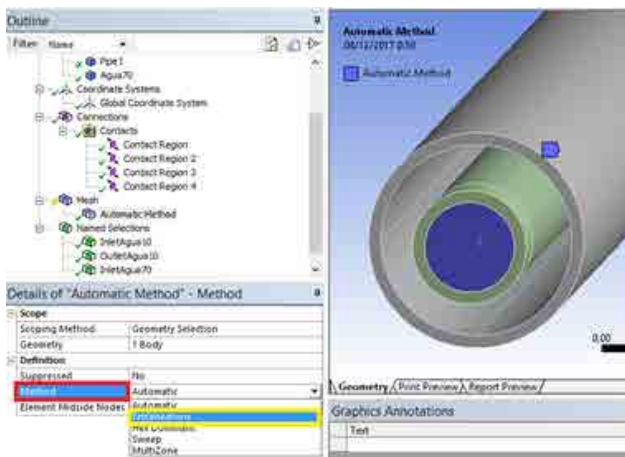 Outline
Filter: Name
Pipe1
Agua70
Coordinate Systems
Global Coordinate System
Connections
Contacts
Contact Region
Contact Region 2
Contact Region 3
Contact Region 4
Mesh
Automatic Method
Named Selections
InletAgua10
OutletAgua10
InletAgua70
Details of "Automatic Method" - Method
Scope
Scoping Method Geometry Selection
Geometry 1 Body
Definition
Suppressed No
Method Automatic
Element Midside Nodes Automatic
Tetrahedrons
Hex Dominant
Sweep
MultiZone
Automatic Method
Automatic Method
0,00
Geometry Print Preview Report Preview
Graphics Annotations
Text